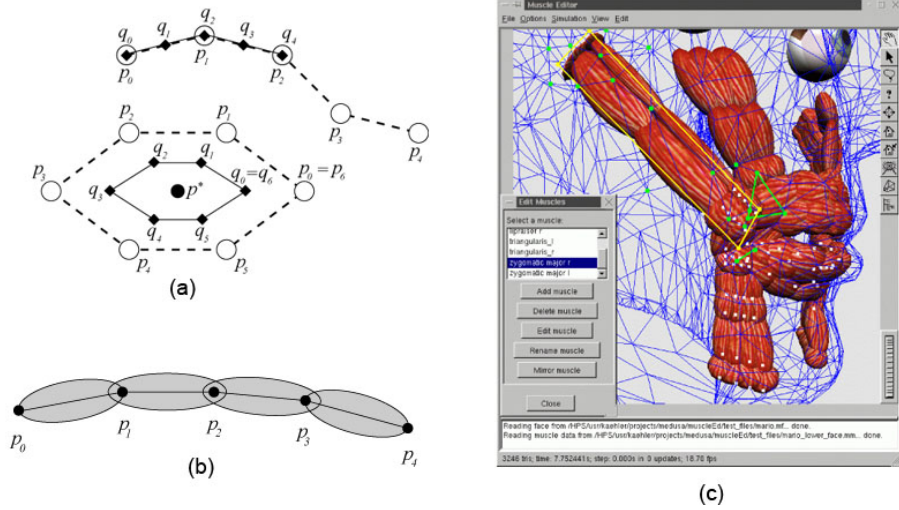 q0 q1 q2 q3 q4
p0 p1 p2
p3 p4
p2 p1
q2 q1
p3 q3 p* q0=q6 p0 = p6
q4 q5
p4 p5
(a)
p0 p1 p2 p3 p4
(b)
Muscle Editor
File Options Simulation View Edit
Edit Muscles
Select a muscle:
lipraiser r
triangularis_l
triangularis_r
zygomatic major r
zygomatic major l
Add muscle
Delete muscle
Edit muscle
Rename muscle
Mirror muscle
Close
Reading face from /HPS/usr/kaehler/projects/medusa/muscleEd/test_files/mario.mf... done.
Reading muscle data from /HPS/usr/kaehler/projects/medusa/muscleEd/test_files/mario_lower_face.mm... done.
3246 tris; time: 7.752441s; step: 0.000s in 0 updates, 16.78 fps
(c)